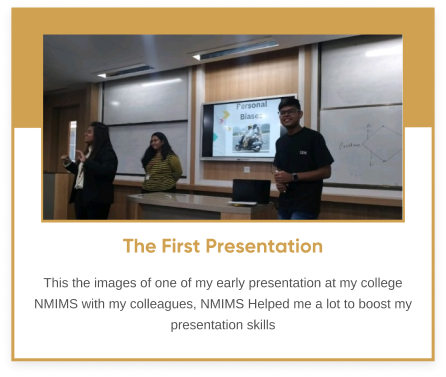 Personal
Biases
The First Presentation
This the images of one of my early presentation at my college
NMIMS with my colleagues, NMIMS Helped me a lot to boost my
presentation skills